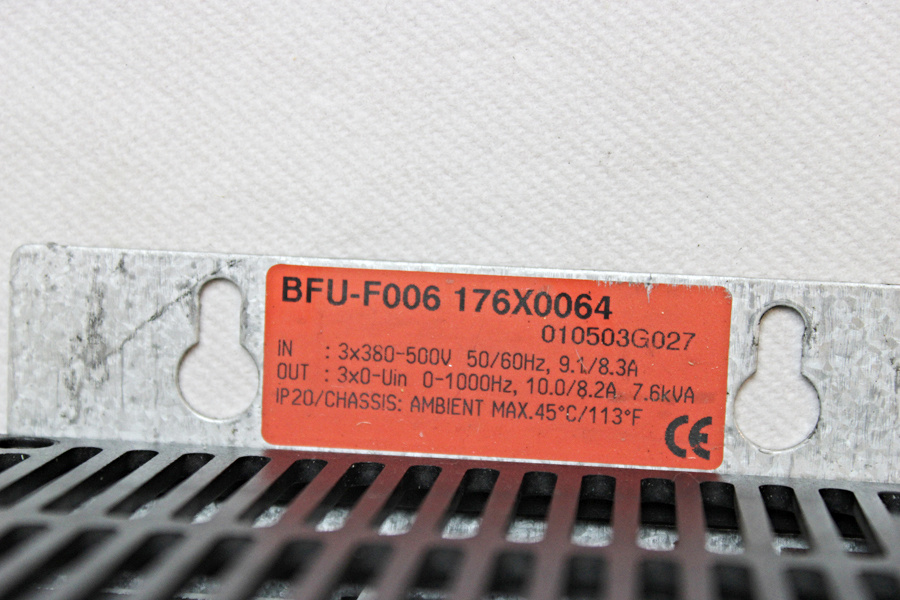 BFU-F006 176X0064
010503G027
IN : 3x380-500V 50/60Hz, 9.1/8.3A
OUT : 3x0-Uin 0-1000Hz, 10.0/8.2A, 7.6kVA
IP20/CHASSIS: AMBIENT MAX.45°C/113°F
CE